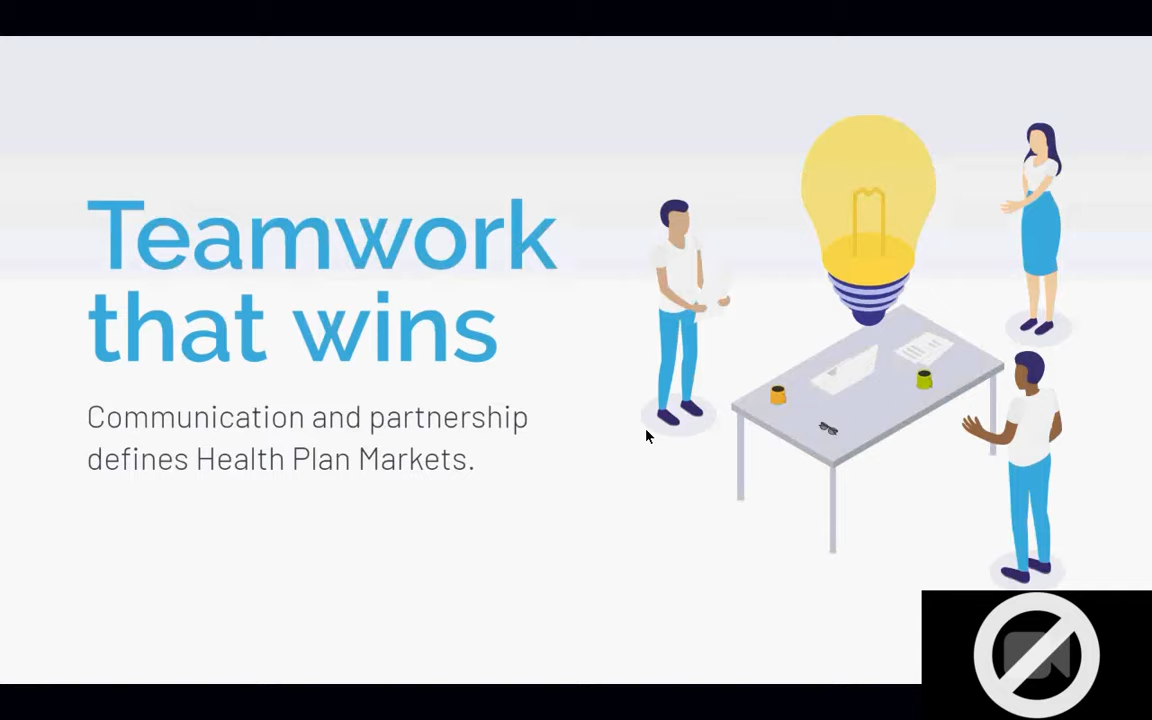 Teamwork
that wins
Communication and partnership
defines Health Plan Markets.